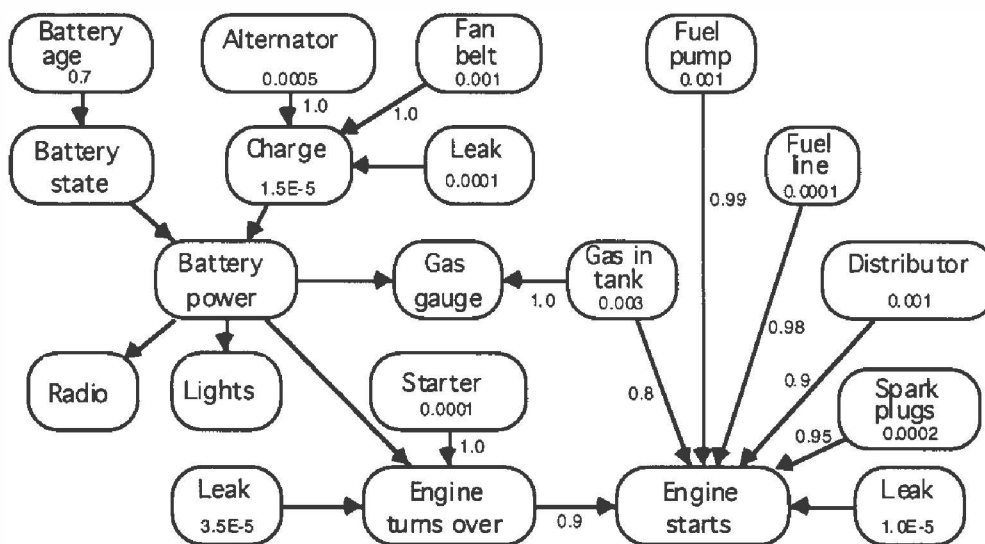 Battery
age
0.7
Alternator
0.0005
Fan
belt
0.001
Fuel
pump
0.001
1.0
1.0
Battery
state
Charge
1.5E-5
Leak
0.0001
Fuel
line
0.0001
0.99
Battery
power
Gas
gauge
1.0
Gas in
tank
0.003
Distributor
0.001
0.98
Radio
Lights
Starter
0.0001
0.8
0.9
Spark
plugs
0.0002
1.0
0.95
Leak
3.5E-5
Engine
turns over
0.9
Engine
starts
Leak
1.0E-5